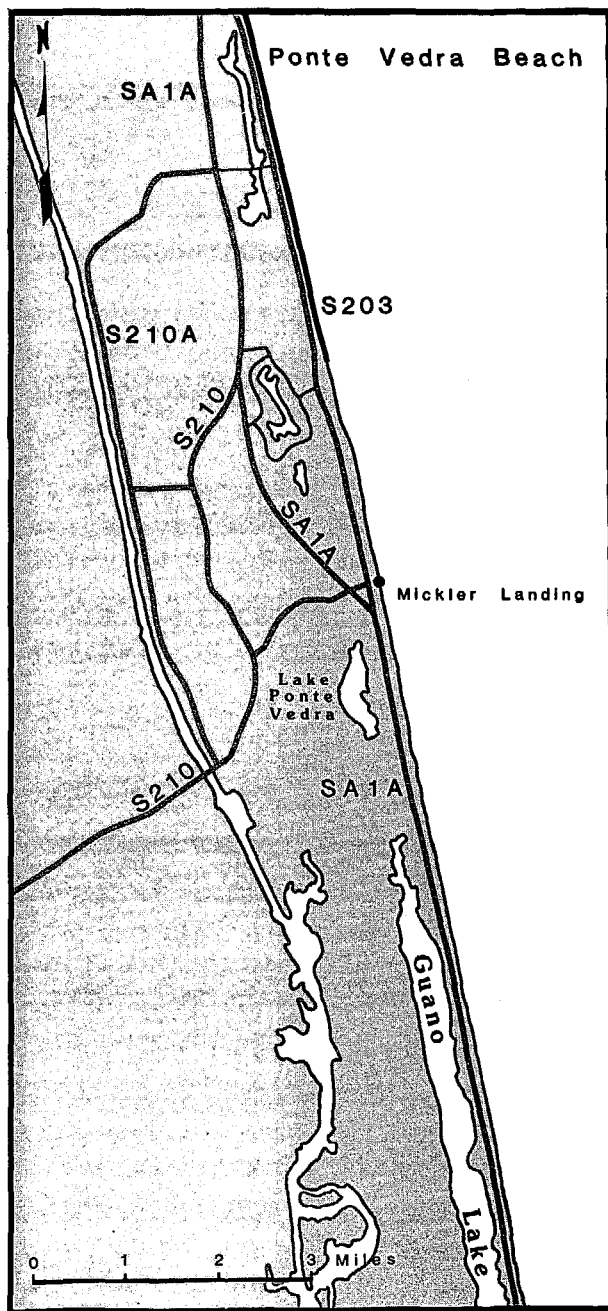 N
Ponte Vedra Beach
SA1A
S203
S210A
S210
SA1A
Mickler Landing
Lake
Ponte
Vedra
S210
SA1A
Guano
Lake
0 1 2 3 Miles